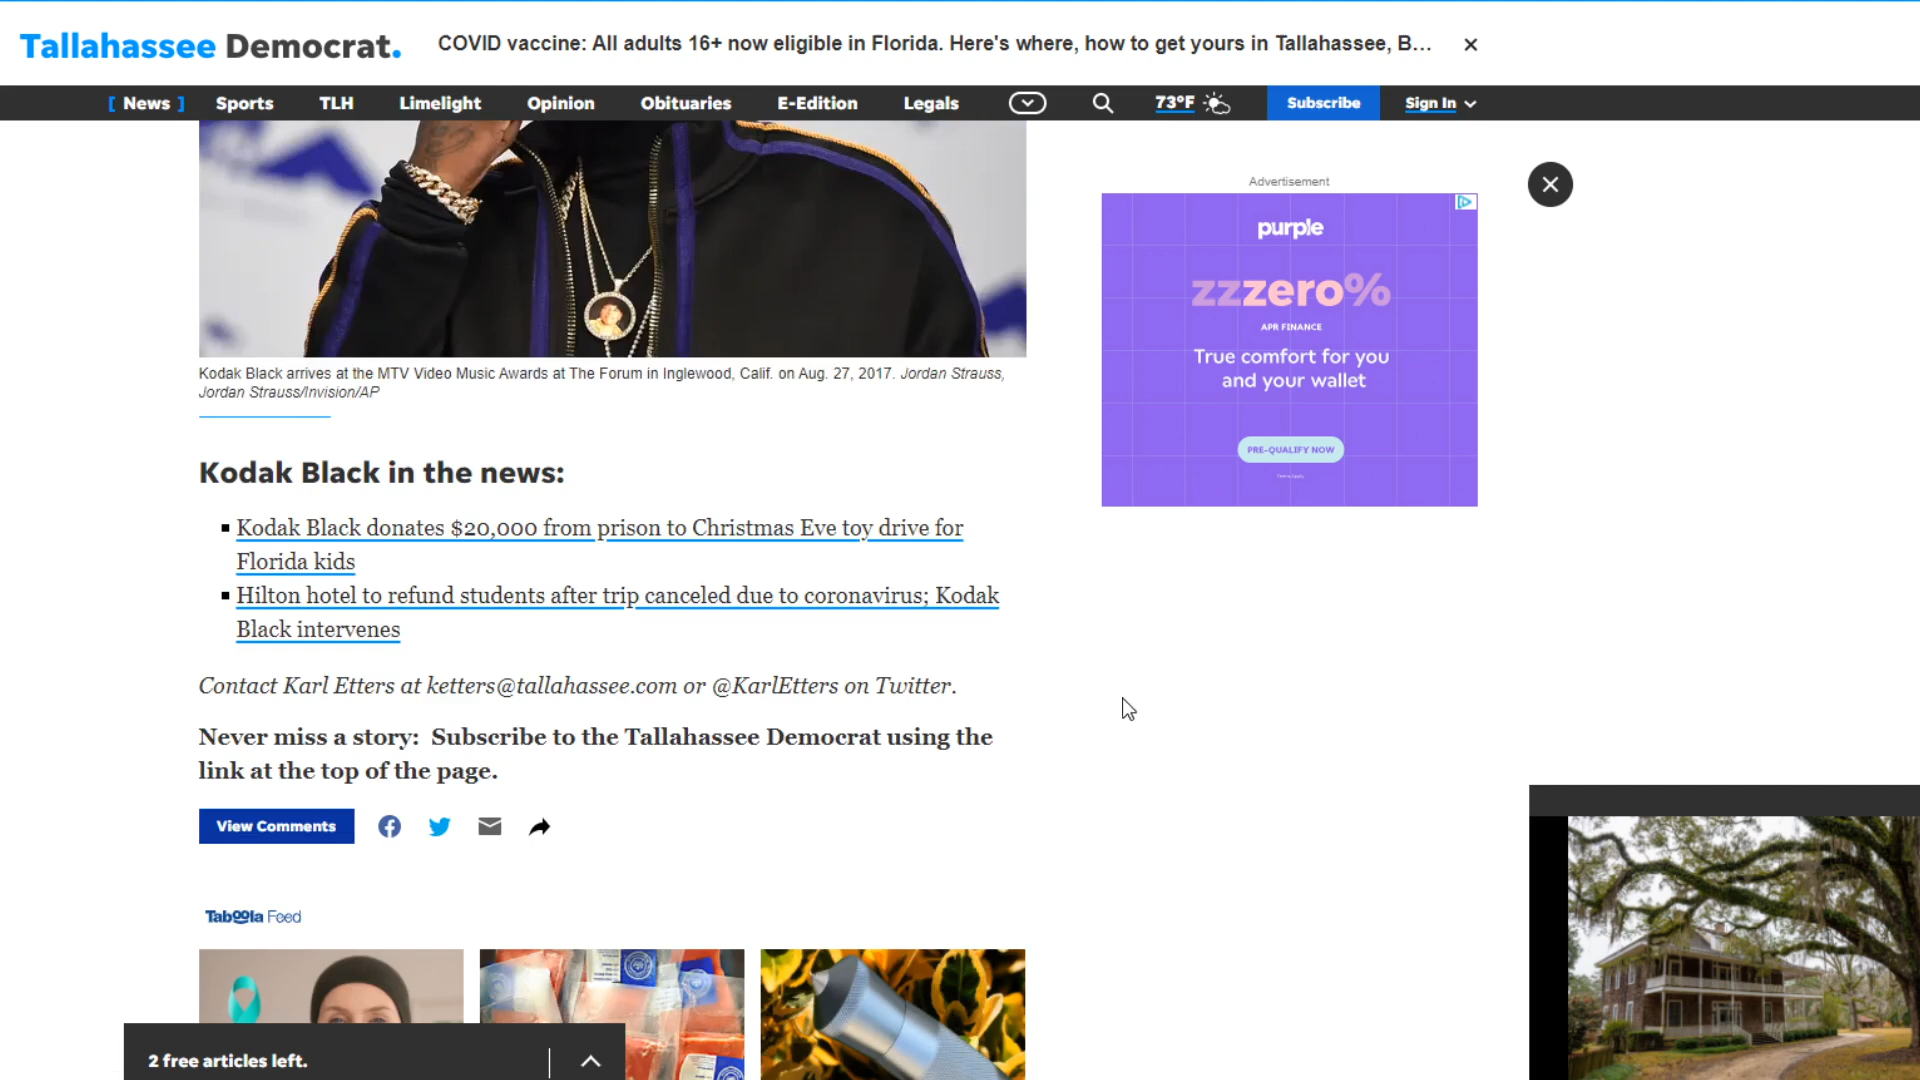 Tallahassee Democrat.
COVID vaccine: All adults 16+ now eligible in Florida. Here's where, how to get yours in Tallahassee, B...
[ News ] Sports TLH Limelight Opinion Obituaries E-Edition Legals 73°F Subscribe Sign In
Advertisement
purple
zzzero%
APR FINANCE
True comfort for you
and your wallet
PRE-QUALIFY NOW
Kodak Black arrives at the MTV Video Music Awards at The Forum in Inglewood, Calif. on Aug. 27, 2017. Jordan Strauss,
Jordan Strauss/Invision/AP
Kodak Black in the news:
Kodak Black donates $20,000 from prison to Christmas Eve toy drive for
Florida kids
Hilton hotel to refund students after trip canceled due to coronavirus; Kodak
Black intervenes
Contact Karl Etters at ketters@tallahassee.com or @KarlEtters on Twitter.
Never miss a story: Subscribe to the Tallahassee Democrat using the
link at the top of the page.
View Comments
Taboola Feed
2 free articles left.